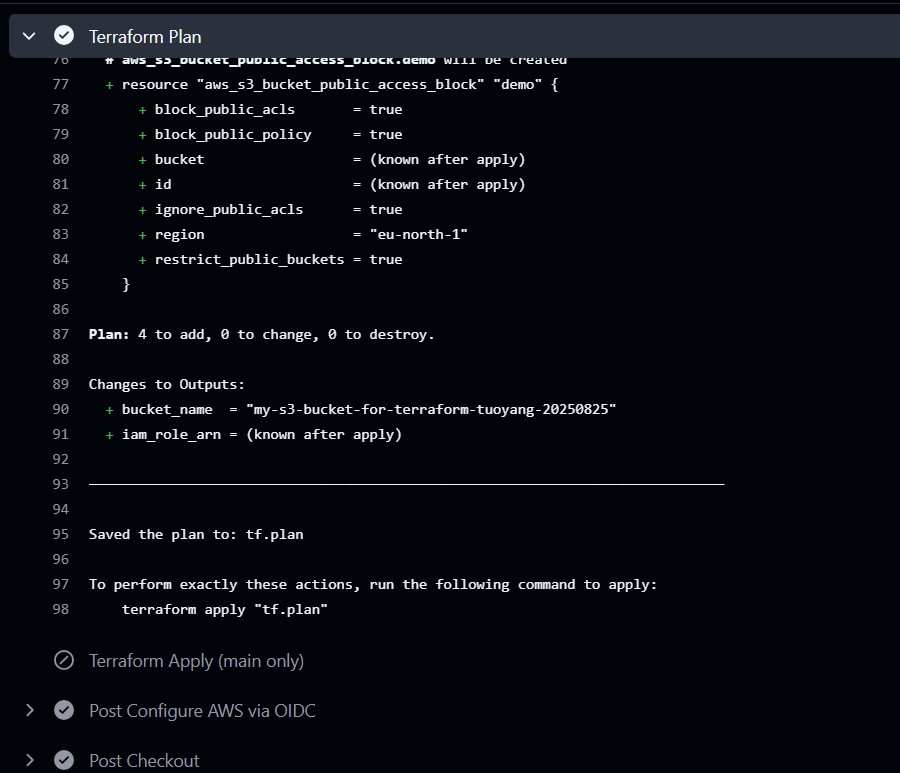 Terraform Plan
76 # aws_s3_bucket_public_access_block.demo will be created
77 + resource "aws_s3_bucket_public_access_block" "demo" {
78 + block_public_acls = true
79 + block_public_policy = true
80 + bucket = (known after apply)
81 + id = (known after apply)
82 + ignore_public_acls = true
83 + region = "eu-north-1"
84 + restrict_public_buckets = true
85 }
86
87 Plan: 4 to add, 0 to change, 0 to destroy.
88
89 Changes to Outputs:
90 + bucket_name = "my-s3-bucket-for-terraform-tuoyang-20250825"
91 + iam_role_arn = (known after apply)
92
93 ─────────────────────────────────────────────────────────────────────────────
94
95 Saved the plan to: tf.plan
96
97 To perform exactly these actions, run the following command to apply:
98 terraform apply "tf.plan"
Terraform Apply (main only)
Post Configure AWS via OIDC
Post Checkout